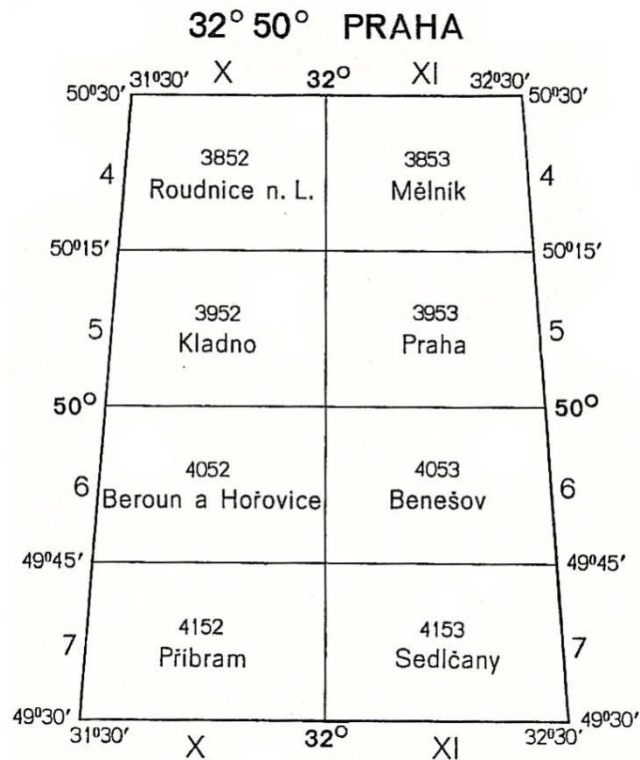 32° 50° PRAHA
31°30′ X 32° XI 32°30′
50°30′ 50°30′
4 3852 3853 4
Roudnice n. L. Mělník
50°15′ 50°15′
5 3952 3953 5
Kladno Praha
50° 50°
6 4052 4053 6
Beroun a Hořovice Benešov
49°45′ 49°45′
7 4152 4153 7
Příbram Sedlčany
49°30′ 49°30′
31°30′ X 32° XI 32°30′